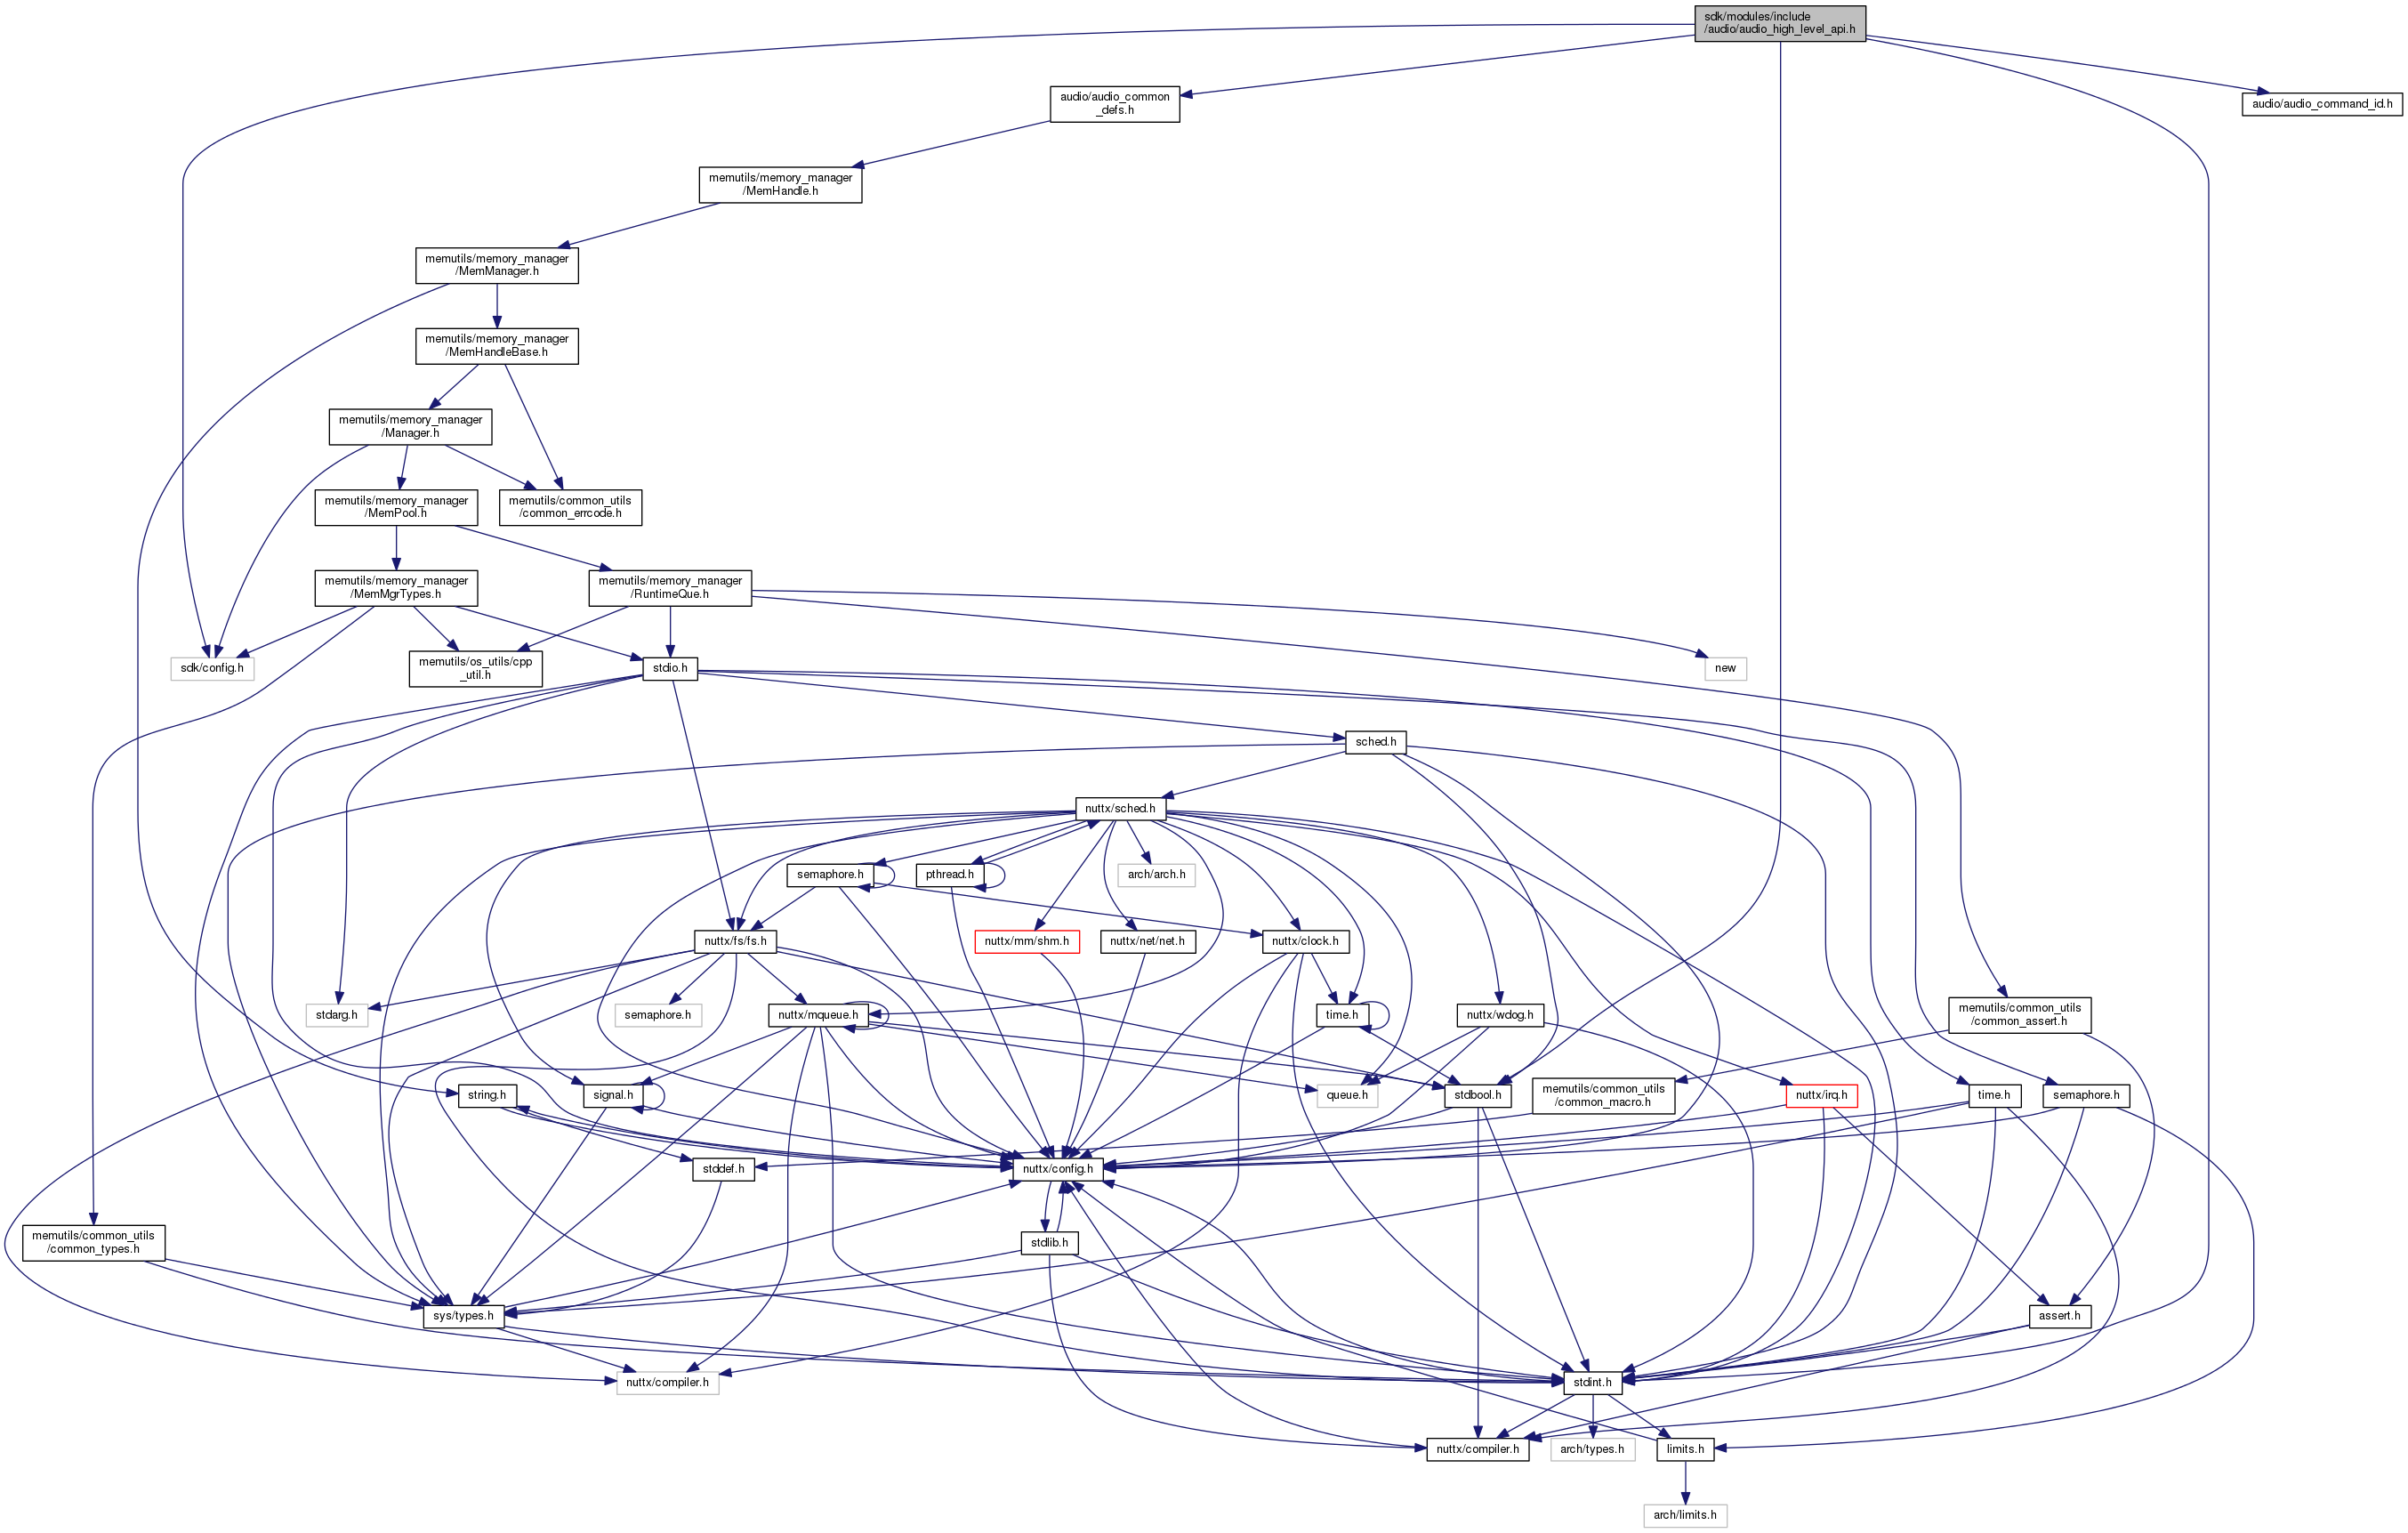 sdk/modules/include
/audio/audio_high_level_api.h
audio/audio_common
_defs.h
audio/audio_command_id.h
memutils/memory_manager
/MemHandle.h
memutils/memory_manager
/MemManager.h
memutils/memory_manager
/MemHandleBase.h
memutils/memory_manager
/Manager.h
memutils/memory_manager
/MemPool.h
memutils/common_utils
/common_errcode.h
memutils/memory_manager
/MemMgrTypes.h
memutils/memory_manager
/RuntimeQue.h
sdk/config.h
memutils/os_utils/cpp
_util.h
stdio.h
new
sched.h
nuttx/sched.h
semaphore.h
pthread.h
arch/arch.h
nuttx/fs/fs.h
nuttx/mm/shm.h
nuttx/net/net.h
nuttx/clock.h
stdarg.h
semaphore.h
nuttx/mqueue.h
time.h
nuttx/wdog.h
memutils/common_utils
/common_assert.h
string.h
signal.h
queue.h
stdbool.h
memutils/common_utils
/common_macro.h
nuttx/irq.h
time.h
semaphore.h
stddef.h
nuttx/config.h
memutils/common_utils
/common_types.h
stdlib.h
sys/types.h
assert.h
nuttx/compiler.h
stdint.h
nuttx/compiler.h
arch/types.h
limits.h
arch/limits.h